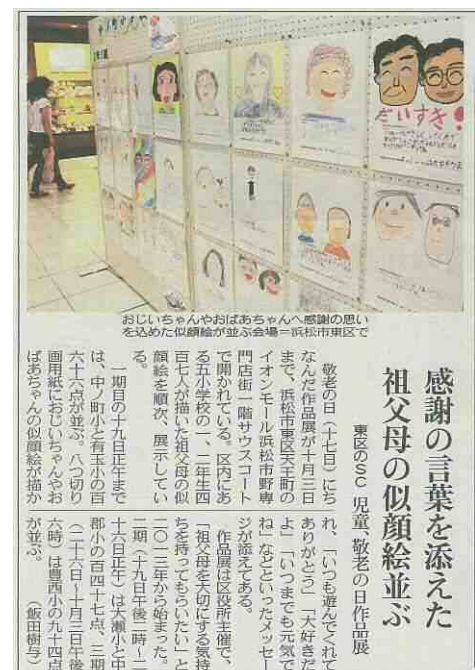 だいすき!
おじいちゃんやおばあちゃんへ感謝の思い
を込めた似顔絵が並ぶ会場=浜松市東区で
感謝の言葉を添えた
祖父母の似顔絵並ぶ
東区のSC 児童、敬老の日作品展
敬老の日(十七日)にち
なんだ作品展が十月三日
まで、浜松市東区天王町の
イオンモール浜松市野専
門店街一階サウスコート
で開かれている。区内にあ
る五小学校の一、二年生四
百七人が描いた祖父母の似
顔絵を順次、展示してい
る。
一期目の十九日正午まで
は、中ノ町小と有玉小の百
六十六点が並ぶ。八つ切り
画用紙におじいちゃんやお
ばあちゃんの似顔絵が描か
れ、「いつも遊んでくれて
ありがとう」「大好きだ
よ」「いつまでも元気で
ね」などといったメッセー
ジが添えてある。
作品展は区役所主催で、
「祖父母を大切にする気持
ちを持ってもらいたい」と
二〇一三年から始まった。
二期(十九日午後一時~二
十六日正午)は大瀬小と中
郡小の百四十七点、三期
(二十六日~十月三日午後
六時)は豊西小の九十四点
が並ぶ。 (飯田樹与)